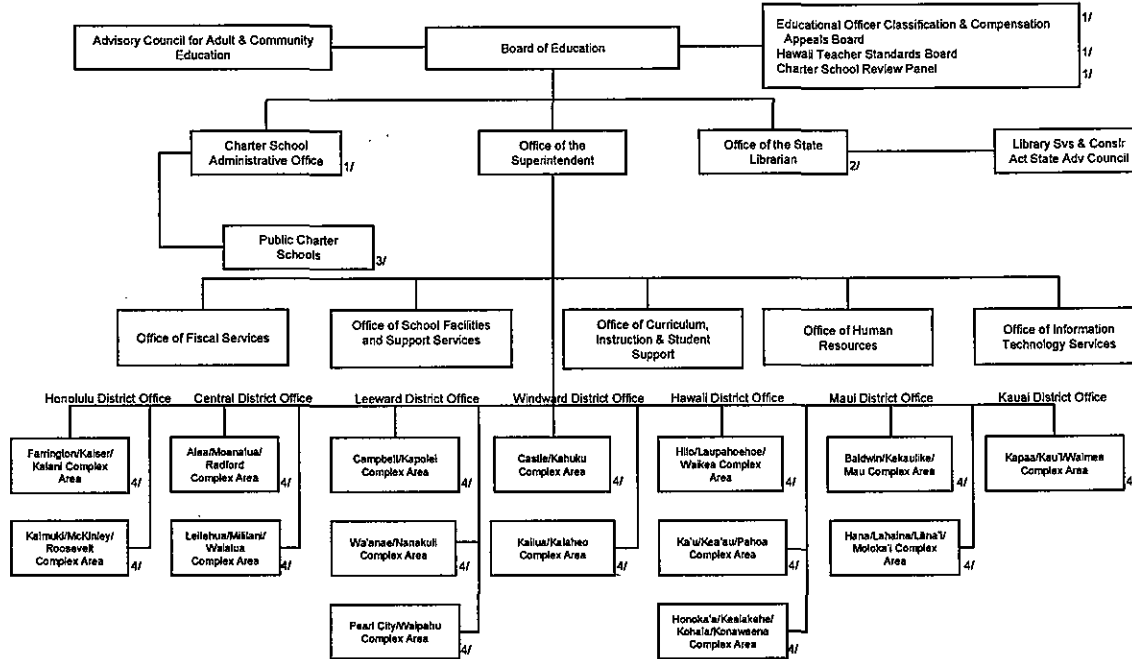 Advisory Council for Adult & Community
Education
Board of Education
Educational Officer Classification & Compensation 1/
Appeals Board
Hawaii Teacher Standards Board 1/
Charter School Review Panel 1/
Charter School
Administrative Office
1/
Office of the
Superintendent
Office of the State
Librarian
2/
Library Svs & Constr
Act State Adv Council
Public Charter
Schools
3/
Office of Fiscal Services
Office of School Facilities
and Support Services
Office of Curriculum,
Instruction & Student
Support
Office of Human
Resources
Office of Information
Technology Services
Honolulu District Office
Central District Office
Leeward District Office
Windward District Office
Hawaii District Office
Maui District Office
Kauai District Office
Farrington/Kaiser/
Kalani Complex
Area
4/
Aiea/Moanalua/
Radford
Complex Area
4/
Campbell/Kapolei
Complex Area
4/
Castle/Kahuku
Complex Area
4/
Hilo/Laupahoehoe/
Waikea Complex
Area
4/
Baldwin/Kekaulike/
Maui Complex Area
4/
Kapaa/Kau'i/Waimea
Complex Area
4
Kaimuki/McKinley/
Roosevelt
Complex Area
4/
Leilehua/Mililani/
Waialua
Complex Area
4/
Wa'anae/Nanakuli
Complex Area
4/
Kailua/Kalaheo
Complex Area
4/
Ka'u/Kea'au/Pahoa
Complex Area
4/
Hana/Lahaina/Lāna'i/
Moloka'i Complex
Area
4/
Pearl City/Waipahu
Complex Area
4/
Honoka'a/Kealakehe/
Kohala/Konawaena
Complex Area
4/